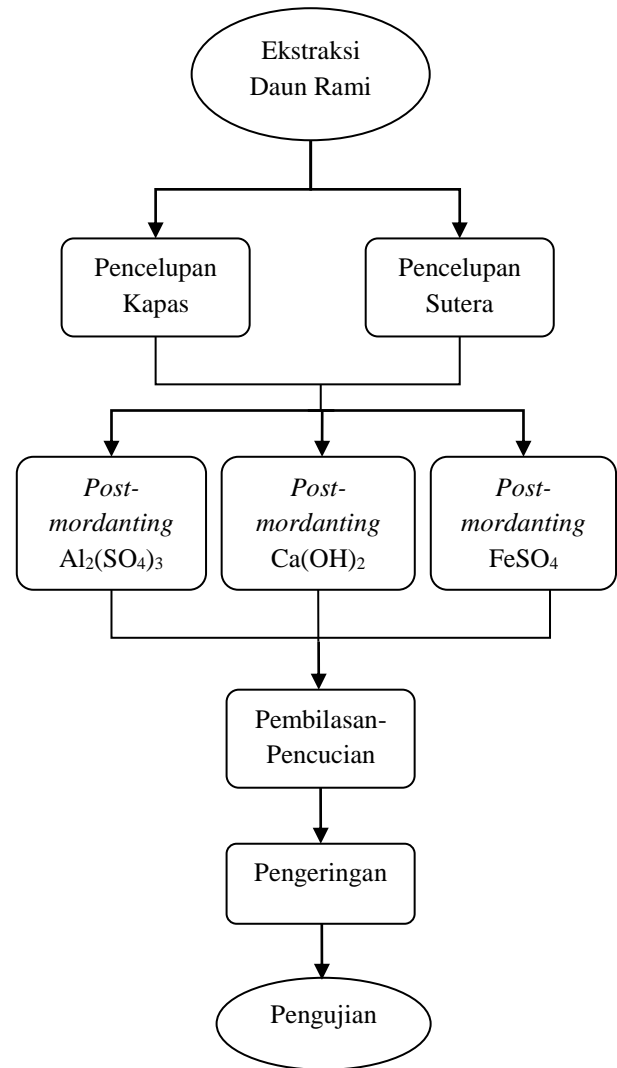 Ekstraksi
Daun Rami
Pencelupan
Kapas
Pencelupan
Sutera
Post-
mordanting
Al₂(SO₄)₃
Post-
mordanting
Ca(OH)₂
Post-
mordanting
FeSO₄
Pembilasan-
Pencucian
Pengeringan
Pengujian